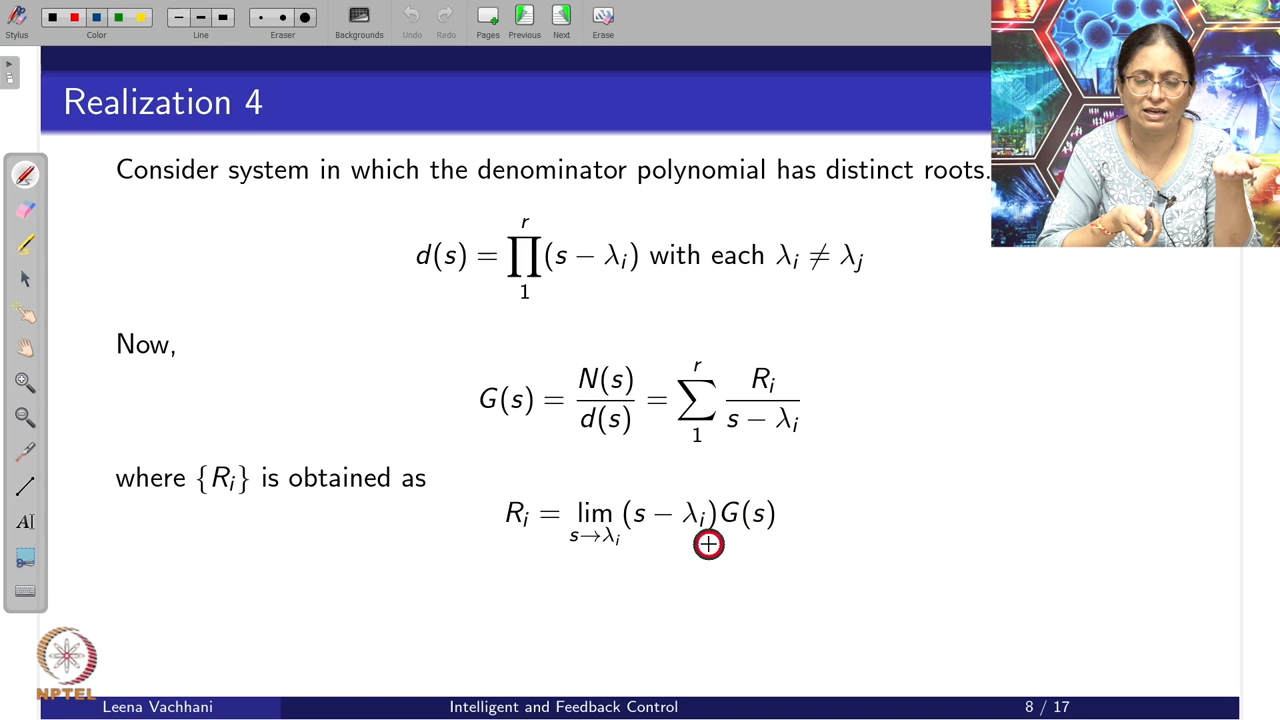 Stylus
Color
Line
Eraser
Backgrounds
Undo
Redo
Pages
Previous
Next
Erase
Realization 4
Consider system in which the denominator polynomial has distinct roots.
d(s) = ∏_{1}^{r} (s − λ_i) with each λ_i ≠ λ_j
Now,
G(s) = N(s)/d(s) = ∑_{1}^{r} R_i/(s − λ_i)
where {R_i} is obtained as
R_i = lim_{s→λ_i} (s − λ_i)G(s)
NPTEL
Leena Vachhani
Intelligent and Feedback Control
8 / 17